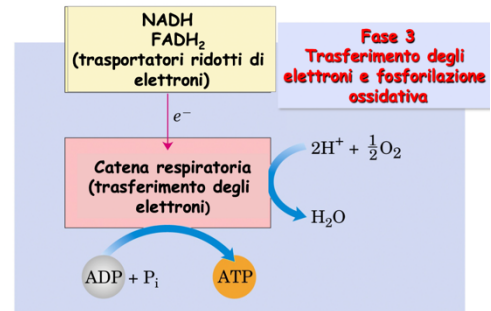 NADH
FADH₂
(trasportatori ridotti di
elettroni)
Fase 3
Trasferimento degli
elettroni e fosforilazione
ossidativa
e⁻
Catena respiratoria
(trasferimento degli
elettroni)
2H⁺ + ½O₂
H₂O
ADP + Pᵢ
ATP